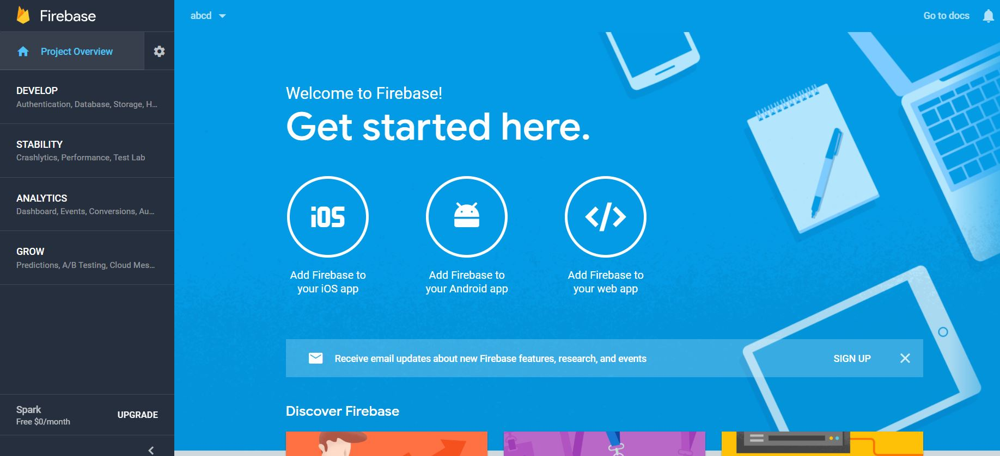 Firebase
abcd
Go to docs
Project Overview
DEVELOP
Authentication, Database, Storage, H...
STABILITY
Crashlytics, Performance, Test Lab
ANALYTICS
Dashboard, Events, Conversions, Au...
GROW
Predictions, A/B Testing, Cloud Mes...
Spark
Free $0/month
UPGRADE
Welcome to Firebase!
Get started here.
iOS
Add Firebase to
your iOS app
Add Firebase to
your Android app
</>
Add Firebase to
your web app
Receive email updates about new Firebase features, research, and events
SIGN UP
Discover Firebase